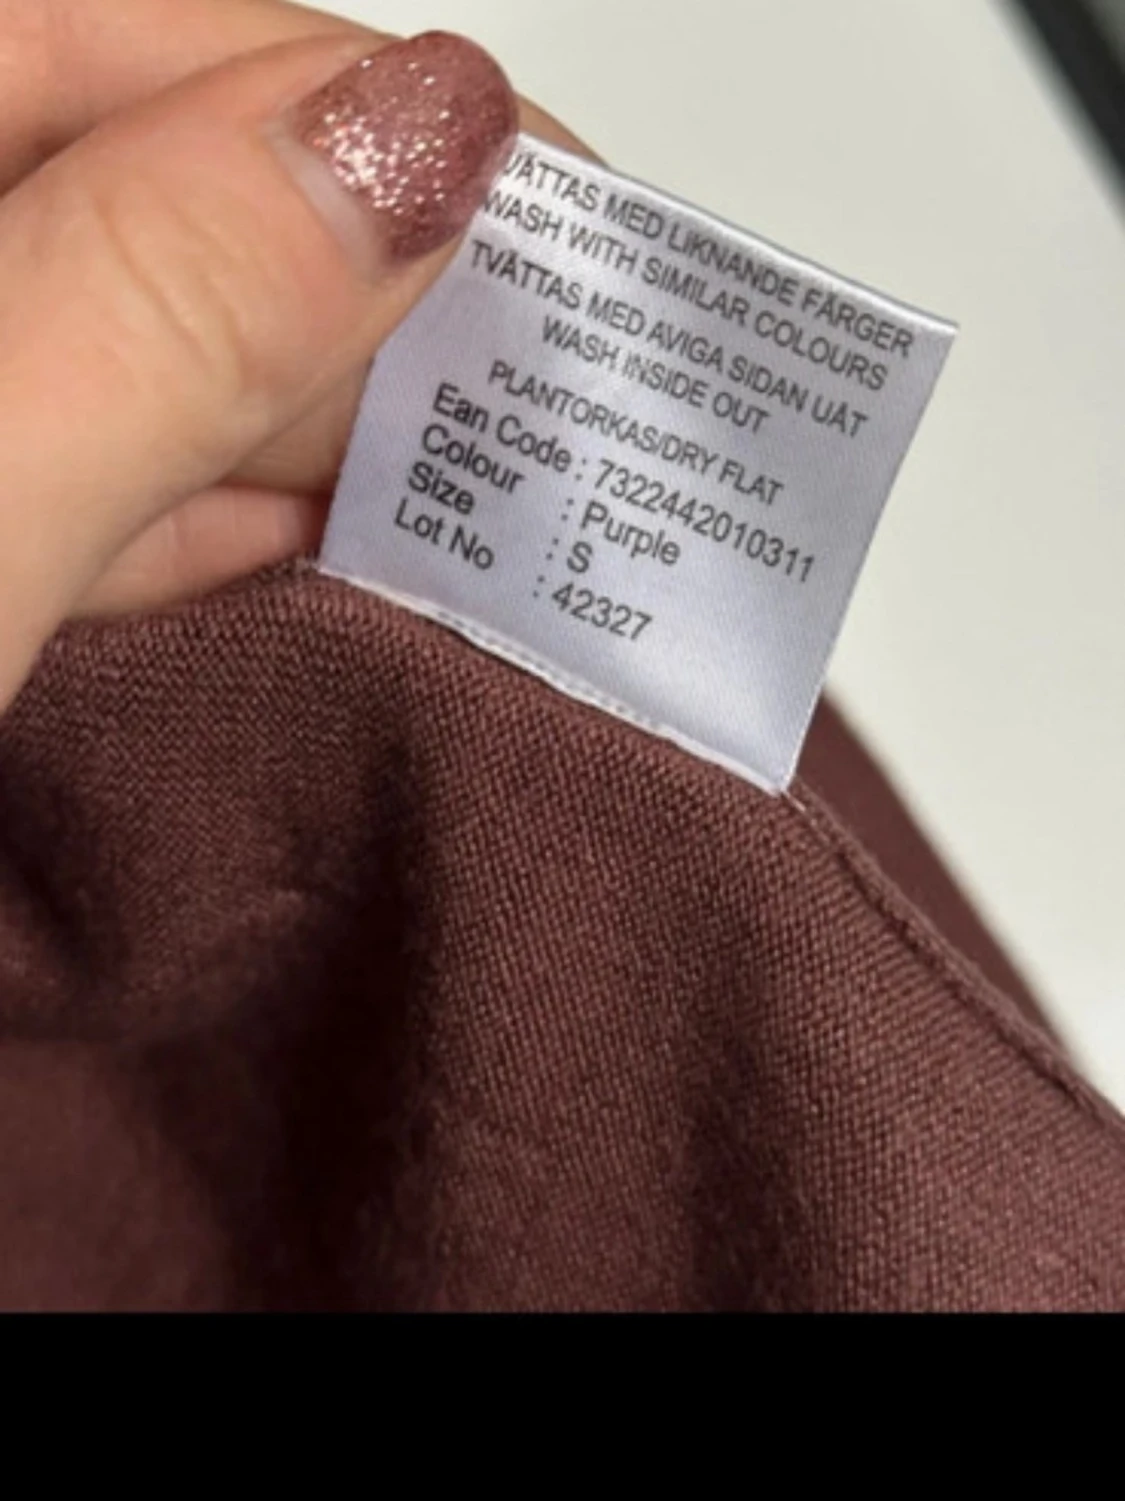 TVÄTTAS MED LIKNANDE FÄRGER
WASH WITH SIMILAR COLOURS
TVÄTTAS MED AVIGA SIDAN UÅT
WASH INSIDE OUT
PLANTORKAS/DRY FLAT
Ean Code : 7322442010311
Colour : Purple
Size : S
Lot No : 42327